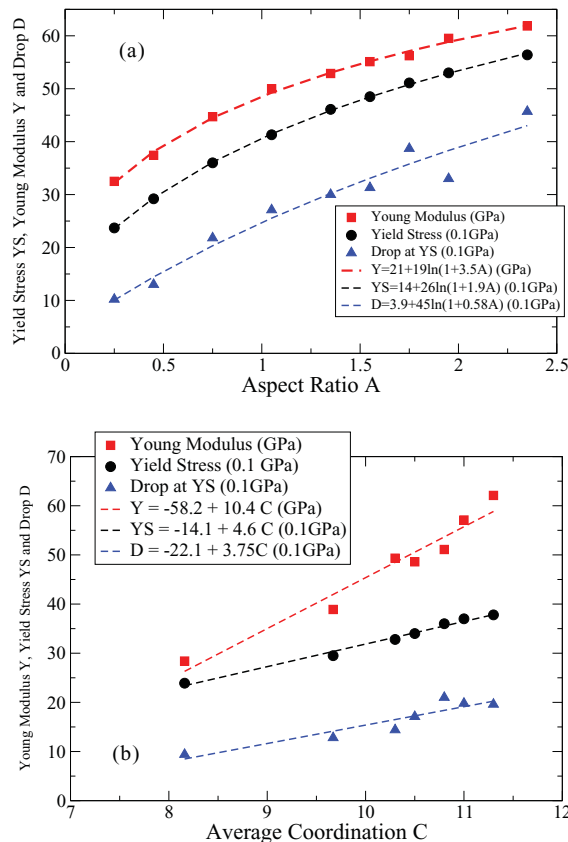 70
60
50
40
30
20
10
0
Yield Stress YS, Young Modulus Y and Drop D
(a)
Young Modulus (GPa)
Yield Stress (0.1GPa)
Drop at YS (0.1GPa)
Y=21+19ln(1+3.5A) (GPa)
YS=14+26ln(1+1.9A) (0.1GPa)
D=3.9+45ln(1+0.58A) (0.1GPa)
0 0.5 1 1.5 2 2.5
Aspect Ratio A
70
60
50
40
30
20
10
0
Young Modulus Y, Yield Stress YS and Drop D
Young Modulus (GPa)
Yield Stress (0.1 GPa)
Drop at YS (0.1GPa)
Y = -58.2 + 10.4 C (GPa)
YS = -14.1 + 4.6 C (0.1GPa)
D = -22.1 + 3.75C (0.1GPa)
(b)
7 8 9 10 11 12
Average Coordination C